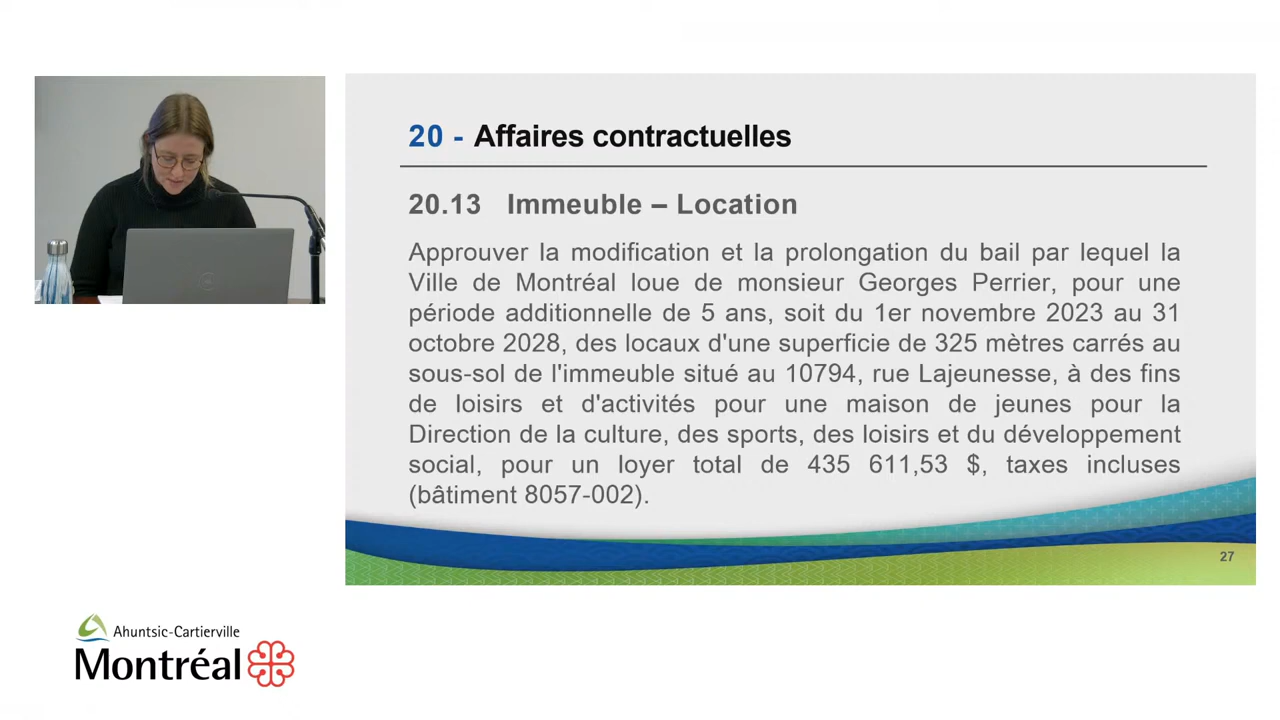 20 - Affaires contractuelles
20.13 Immeuble – Location
Approuver la modification et la prolongation du bail par lequel la
Ville de Montréal loue de monsieur Georges Perrier, pour une
période additionnelle de 5 ans, soit du 1er novembre 2023 au 31
octobre 2028, des locaux d'une superficie de 325 mètres carrés au
sous-sol de l'immeuble situé au 10794, rue Lajeunesse, à des fins
de loisirs et d'activités pour une maison de jeunes pour la
Direction de la culture, des sports, des loisirs et du développement
social, pour un loyer total de 435 611,53 $, taxes incluses
(bâtiment 8057-002).
27
Ahuntsic-Cartierville
Montréal